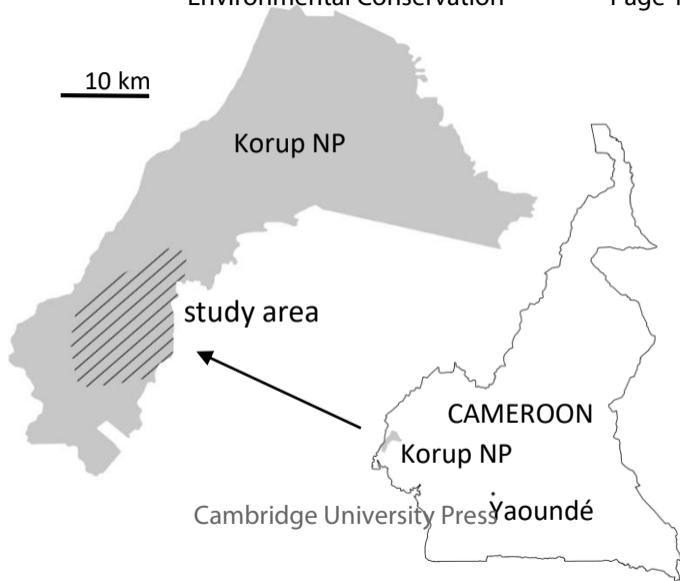 Environmental Conservation Page 1
10 km
Korup NP
study area
CAMEROON
Korup NP
Yaoundé
Cambridge University Press